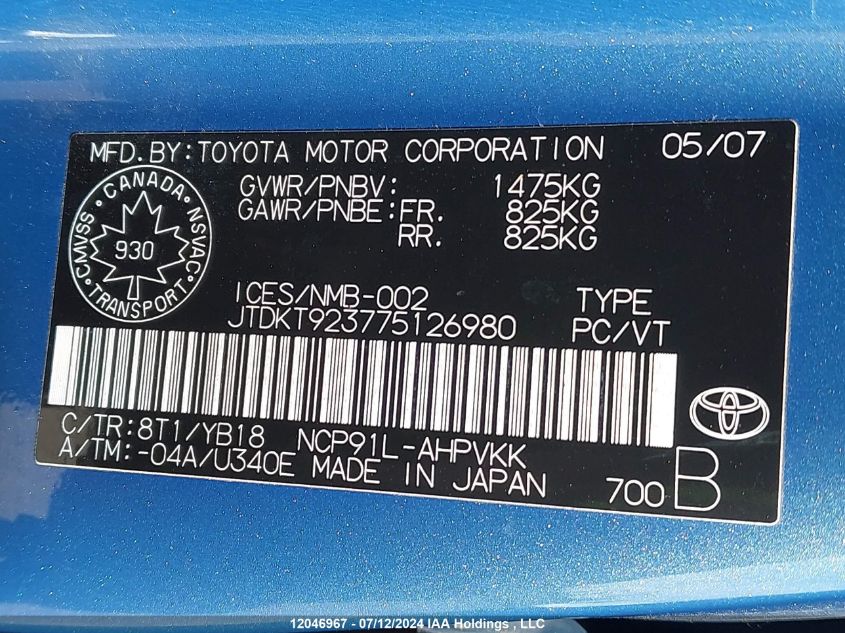 MFD.BY:TOYOTA MOTOR CORPORATION 05/07
GVWR/PNBV: 1475KG
GAWR/PNBE:FR. 825KG
RR. 825KG
CANADA
CMVSS NSVAC
930
TRANSPORT
ICES/NMB-002 TYPE
JTDKT923775126980 PC/VT
C/TR:8T1/YB18 NCP91L-AHPVKK
A/TM:-04A/U340E MADE IN JAPAN 700 B
12046967 - 07/12/2024 IAA Holdings , LLC